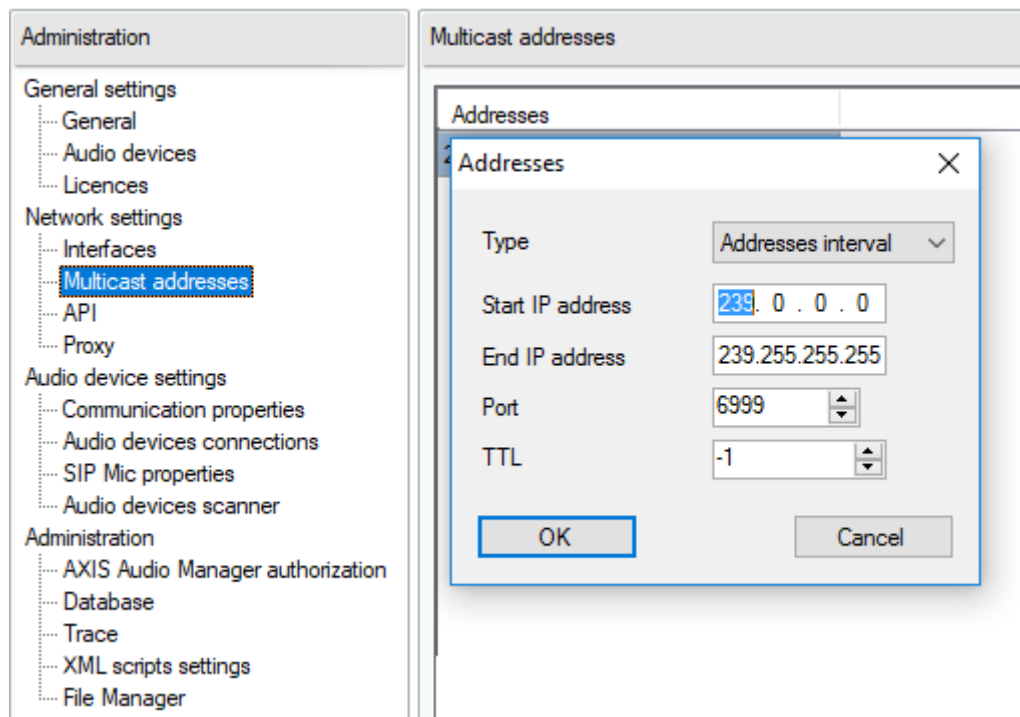 Administration
General settings
General
Audio devices
Licences
Network settings
Interfaces
Multicast addresses
API
Proxy
Audio device settings
Communication properties
Audio devices connections
SIP Mic properties
Audio devices scanner
Administration
AXIS Audio Manager authorization
Database
Trace
XML scripts settings
File Manager
Multicast addresses
Addresses
Addresses
Type Addresses interval
Start IP address 239. 0 . 0 . 0
End IP address 239.255.255.255
Port 6999
TTL -1
OK Cancel